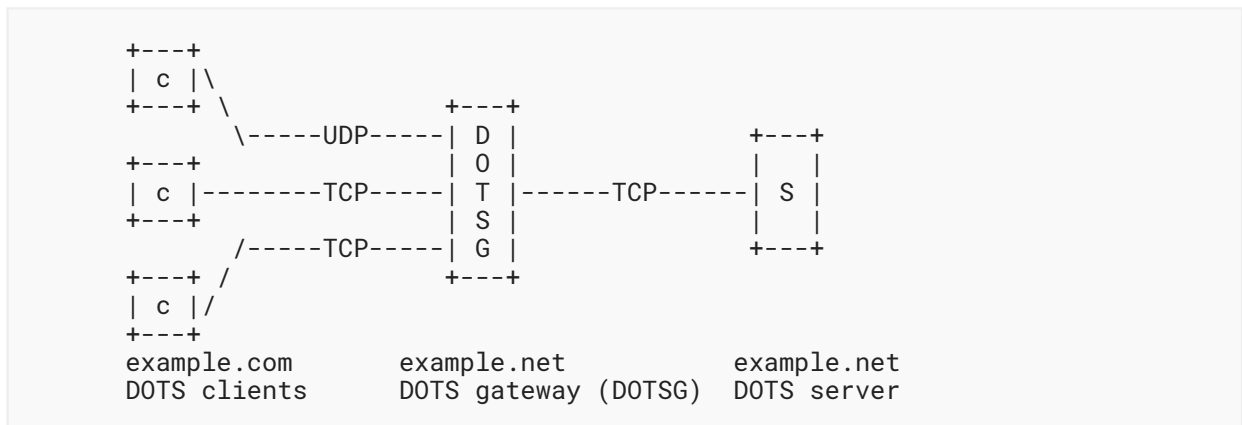 +---+
| c |\
+---+ \                +---+
       \-----UDP-----| D |                +---+
+---+                | O |                |   |
| c |--------TCP-----| T |------TCP------| S |
+---+                | S |                |   |
       /-----TCP-----| G |                +---+
+---+ /                +---+
| c |/
+---+
example.com      example.net          example.net
DOTS clients     DOTS gateway (DOTSG)  DOTS server